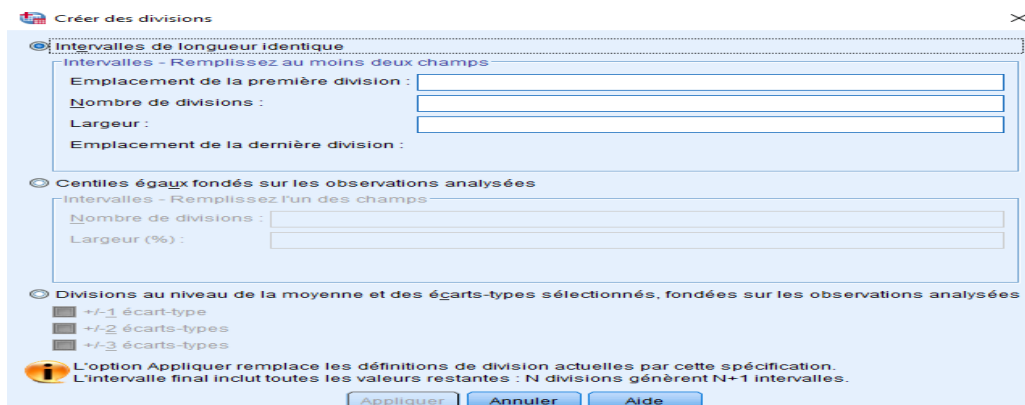 Créer des divisions
Intervalles de longueur identique
Intervalles - Remplissez au moins deux champs
Emplacement de la première division :
Nombre de divisions :
Largeur :
Emplacement de la dernière division :
Centiles égaux fondés sur les observations analysées
Intervalles - Remplissez l'un des champs
Nombre de divisions :
Largeur (%) :
Divisions au niveau de la moyenne et des écarts-types sélectionnés, fondées sur les observations analysées
+/-1 écart-type
+/-2 écarts-types
+/-3 écarts-types
L'option Appliquer remplace les définitions de division actuelles par cette spécification.
L'intervalle final inclut toutes les valeurs restantes : N divisions génèrent N+1 intervalles.
Appliquer Annuler Aide